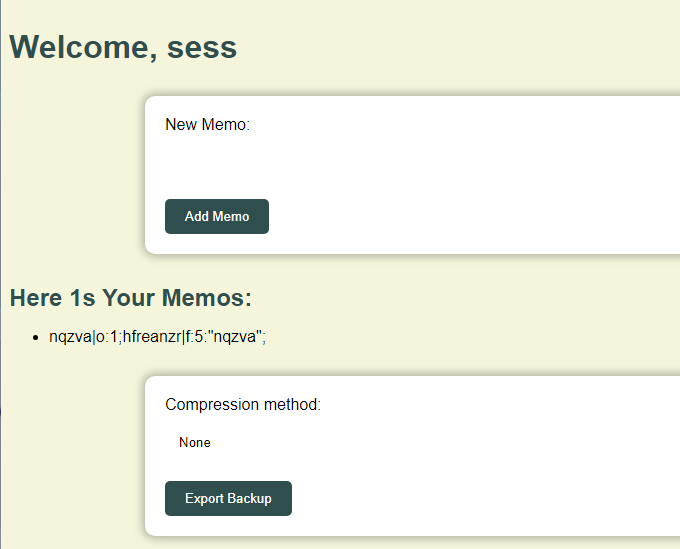 Welcome, sess
New Memo:
Add Memo
Here 1s Your Memos:
nqzva|o:1;hfreanzr|f:5:"nqzva";
Compression method:
None
Export Backup